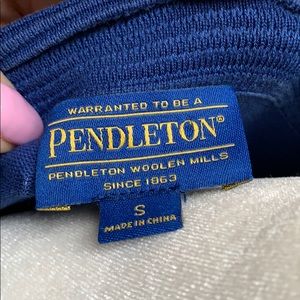 WARRANTED TO BE A
PENDLETON®
PENDLETON WOOLEN MILLS
SINCE 1863
S
MADE IN CHINA